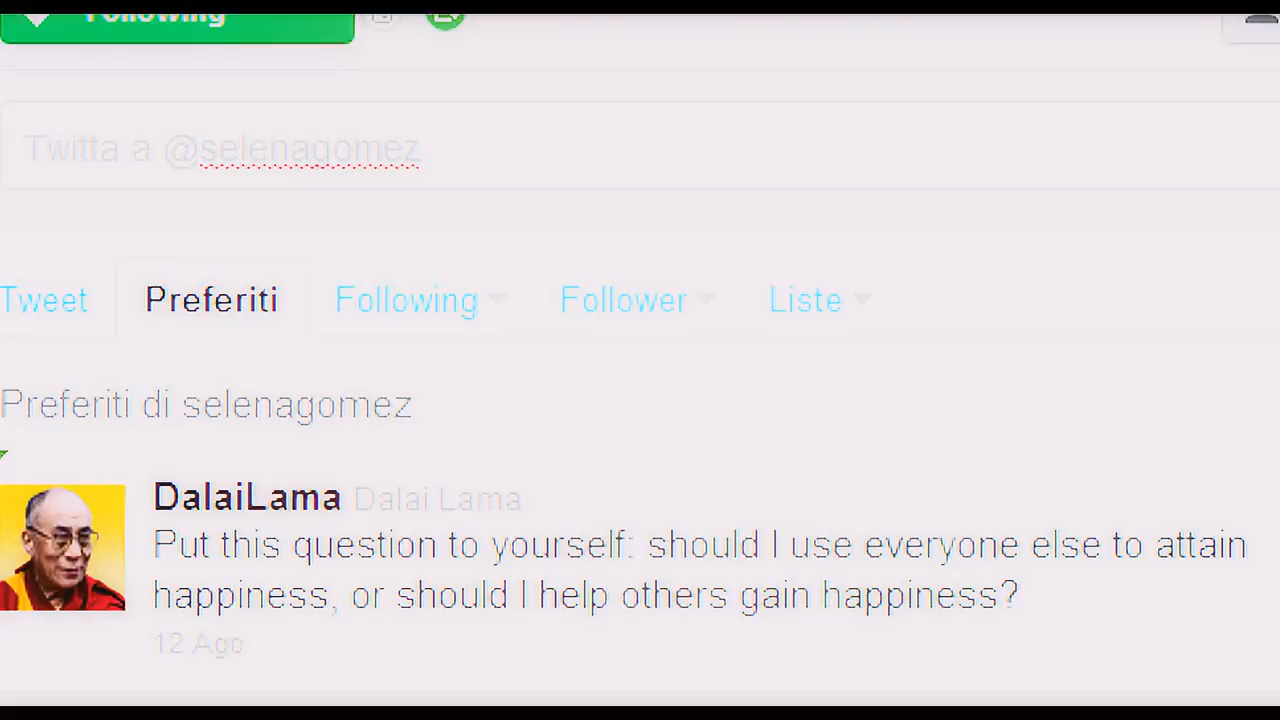 Following
Twitta a @selenagomez
Tweet Preferiti Following Follower Liste
Preferiti di selenagomez
DalaiLama Dalai Lama
Put this question to yourself: should I use everyone else to attain
happiness, or should I help others gain happiness?
12 Ago